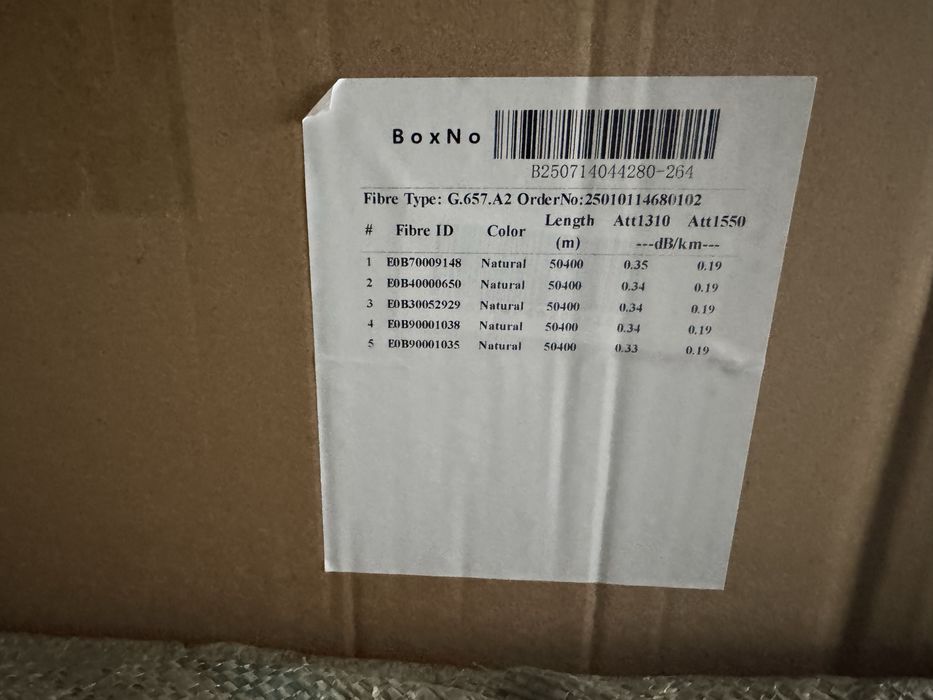 BoxNo
B250714044280-264
Fibre Type: G.657.A2 OrderNo:25010114680102
# Fibre ID Color Length (m) Att1310 Att1550
---dB/km---
1 E0B70009148 Natural 50400 0.35 0.19
2 E0B40000650 Natural 50400 0.34 0.19
3 E0B30052929 Natural 50400 0.34 0.19
4 E0B90001038 Natural 50400 0.34 0.19
5 E0B90001035 Natural 50400 0.33 0.19